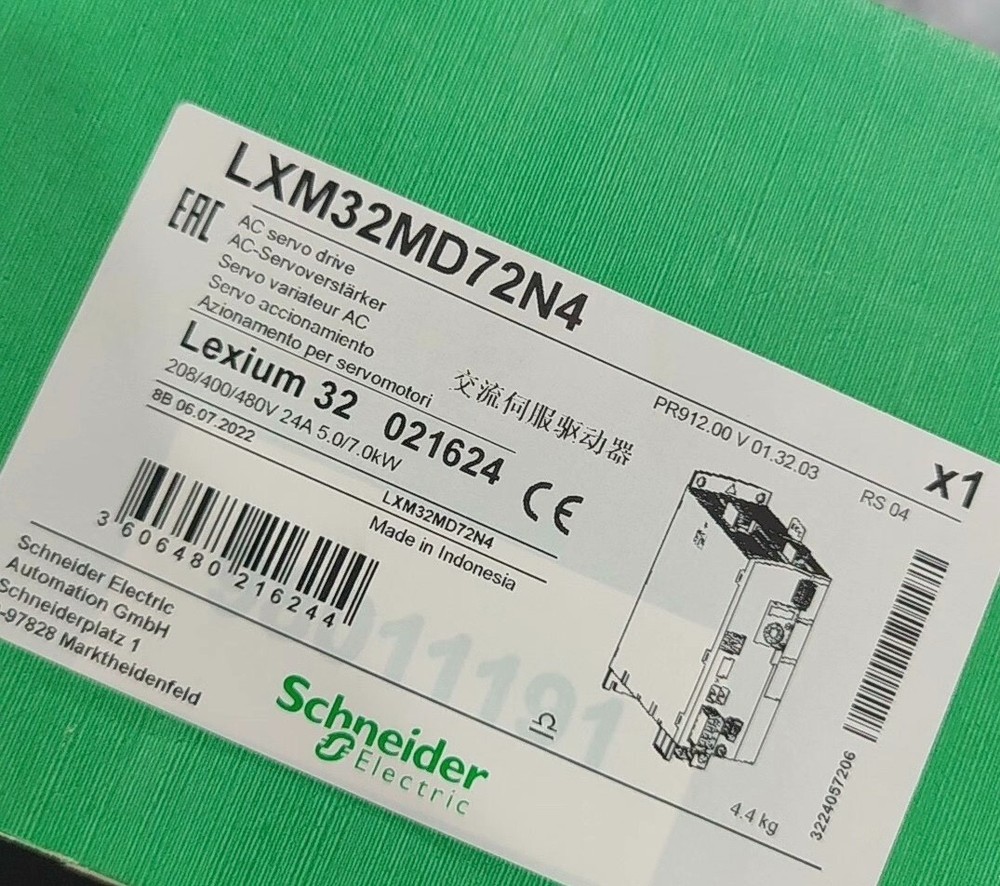 LXM32MD72N4
EAC
AC servo drive
AC-Servoverstärker
Servo variateur AC
Servo accionamiento
Azionamento per servomotori
交流伺服驱动器
PR912.00 V 01.32.03
RS 04
x1
Lexium 32 021624
208/400/480V 24A 5.0/7.0kW
8B 06.07.2022
CE
LXM32MD72N4
Made in Indonesia
3 606480 216244
Schneider Electric
Automation GmbH
Schneiderplatz 1
-97828 Marktheidenfeld
Schneider
Electric
4.4 kg
3224057206